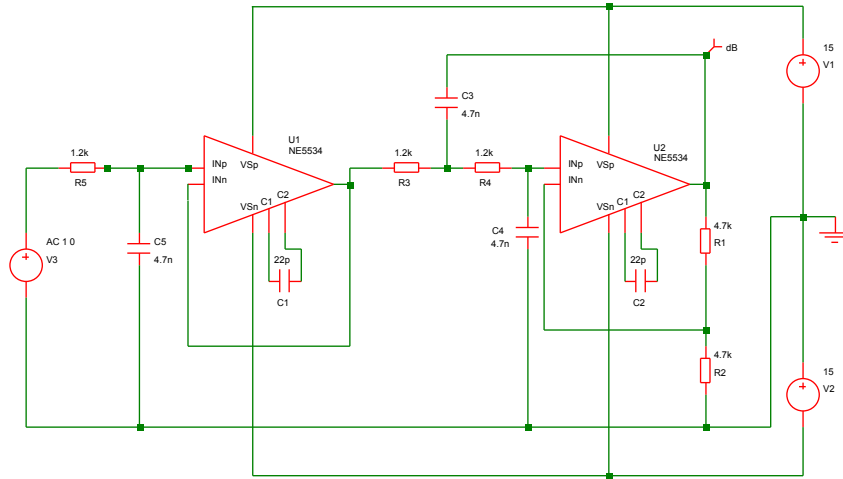 dB
15
V1
C3
4.7n
U1
NE5534
U2
NE5534
1.2k
R5
INp
VSp
INn
C2
C1
VSn
1.2k
R3
1.2k
R4
INp
VSp
INn
C2
C1
VSn
AC 1 0
V3
C5
4.7n
C4
4.7n
4.7k
R1
22p
C1
22p
C2
4.7k
R2
15
V2